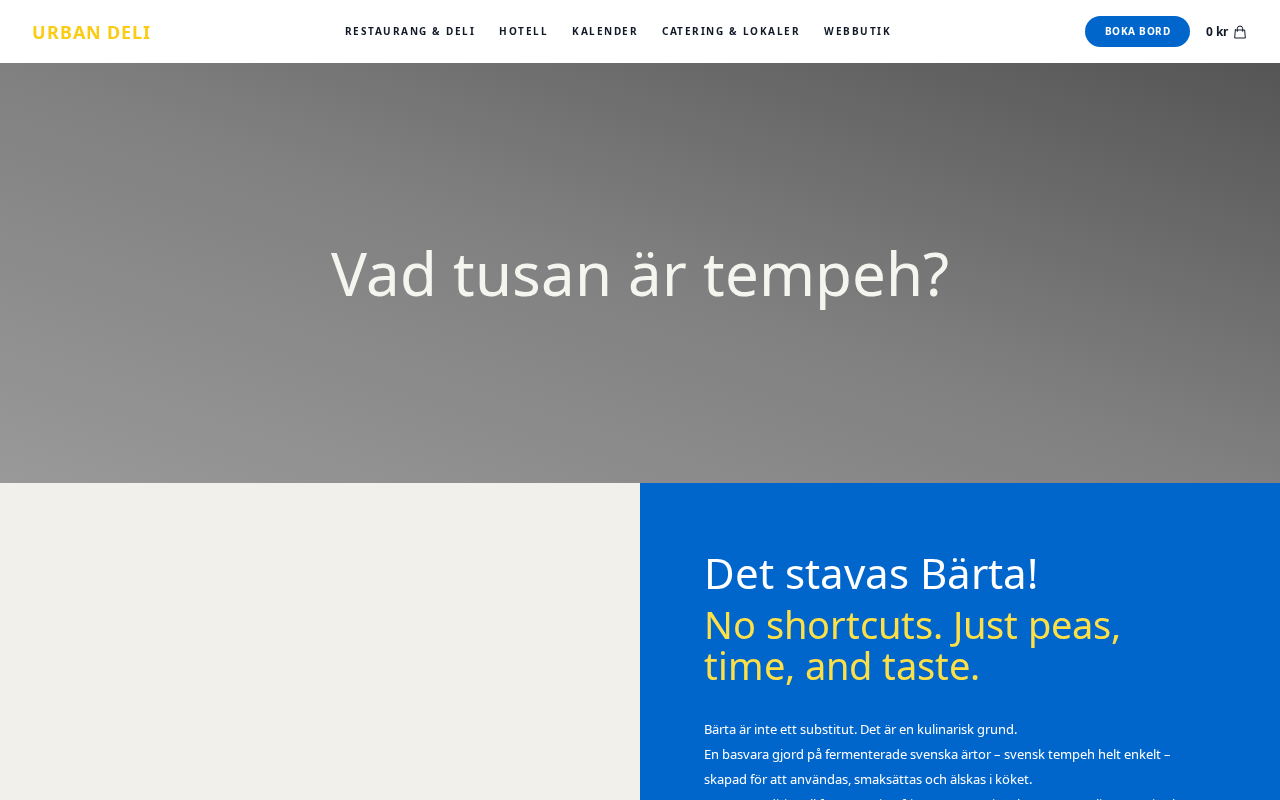 URBAN DELI
RESTAURANG & DELI HOTELL KALENDER CATERING & LOKALER WEBBUTIK
BOKA BORD
0 kr
Vad tusan är tempeh?
Det stavas Bärta!
No shortcuts. Just peas,
time, and taste.
Bärta är inte ett substitut. Det är en kulinarisk grund.
En basvara gjord på fermenterade svenska ärtor – svensk tempeh helt enkelt –
skapad för att användas, smaksättas och älskas i köket.